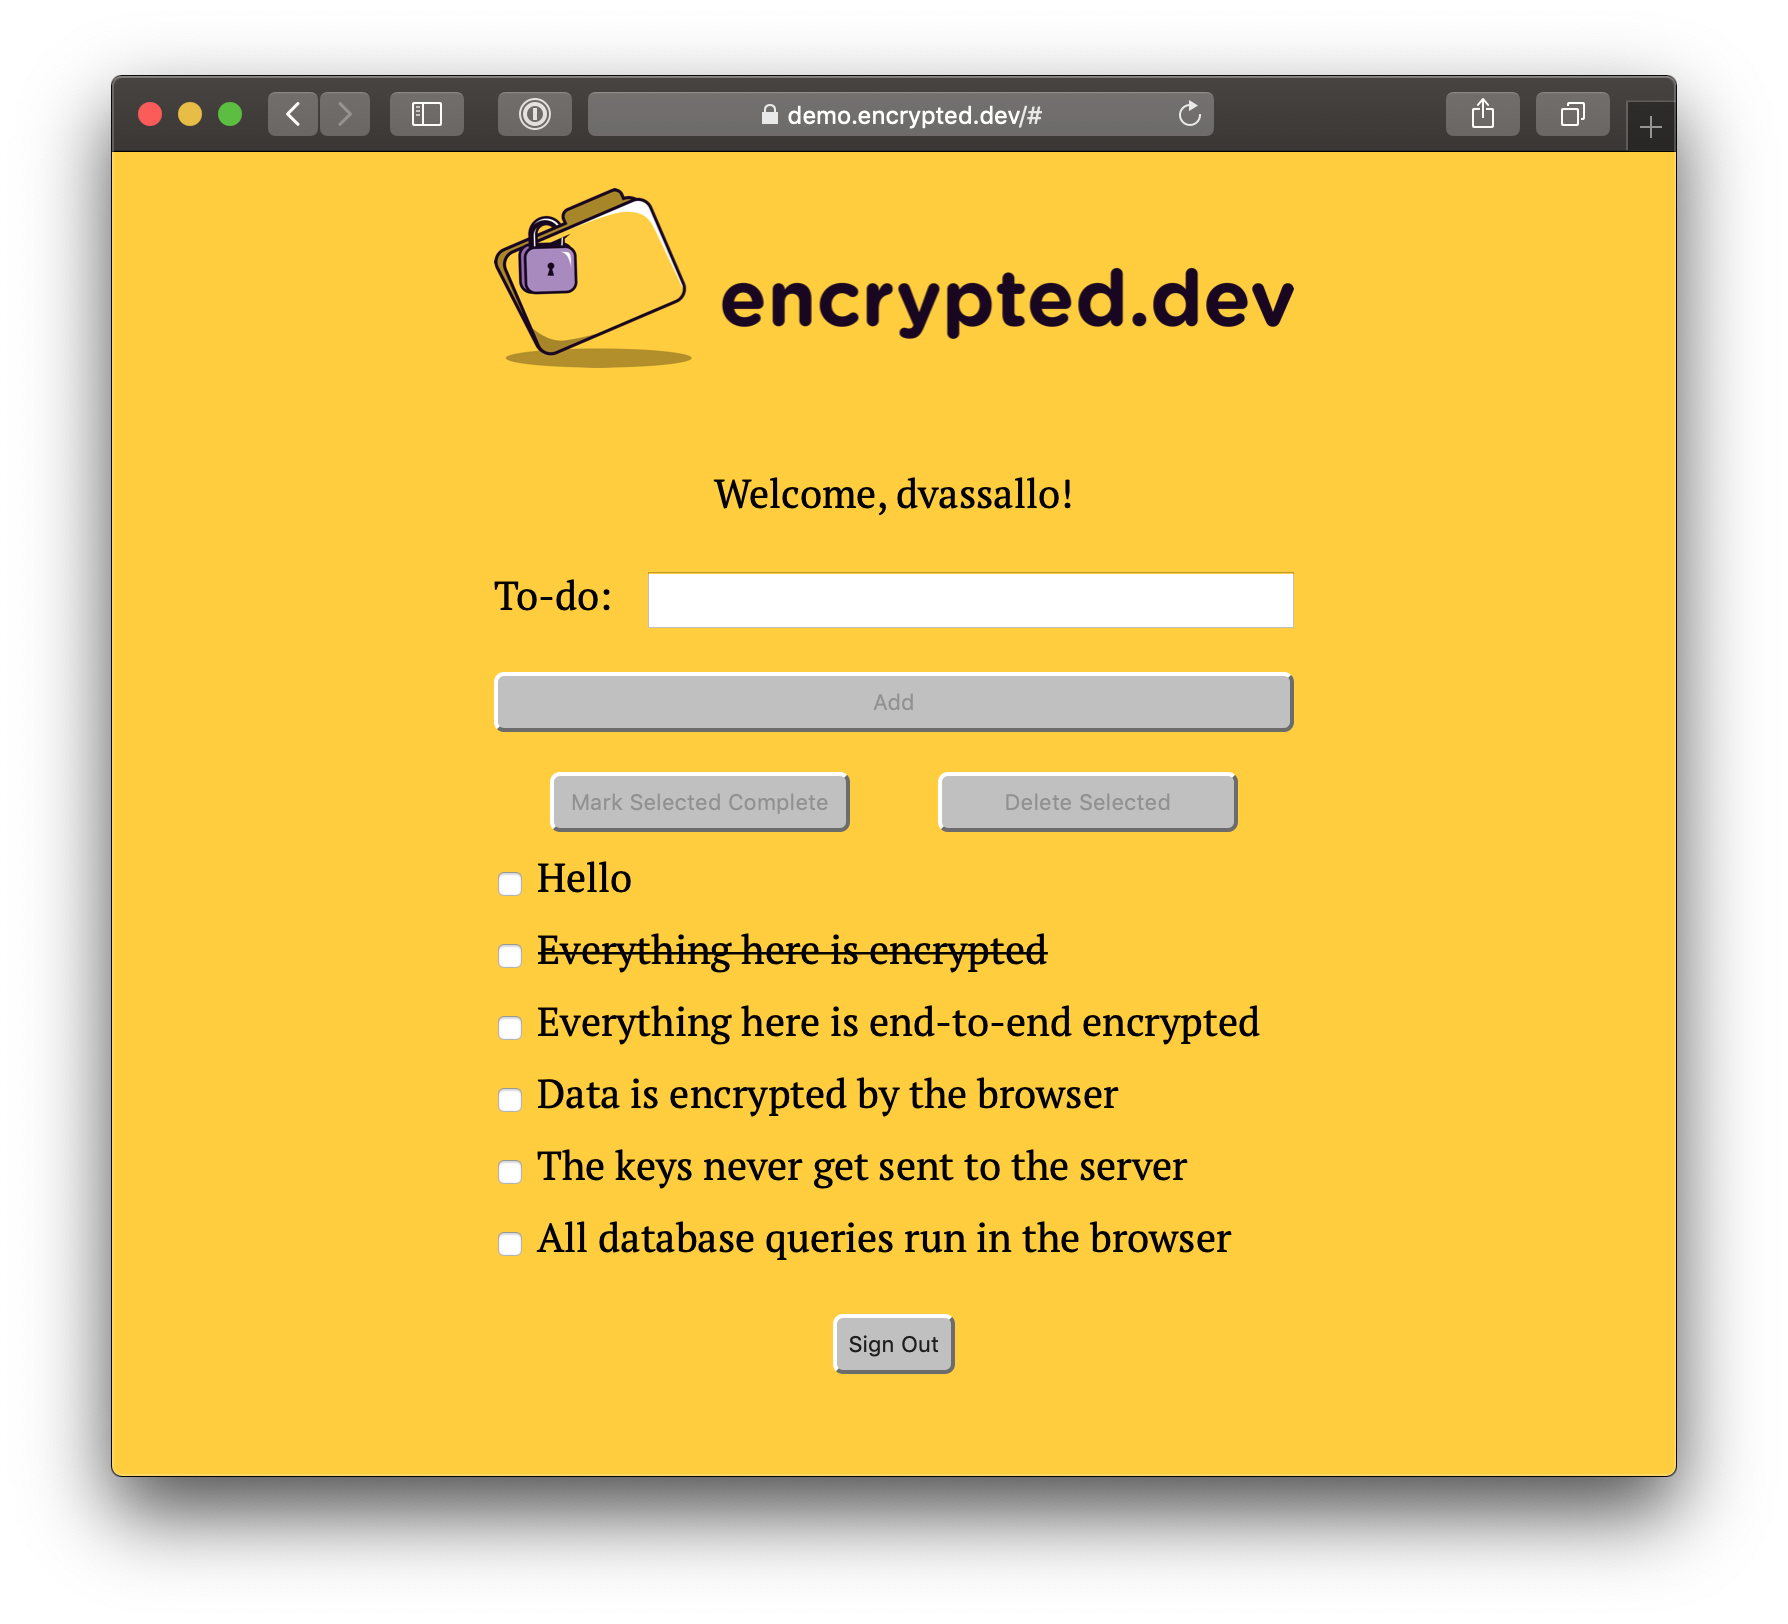 demo.encrypted.dev/#
encrypted.dev
Welcome, dvassallo!
To-do:
Add
Mark Selected Complete
Delete Selected
Hello
Everything here is encrypted
Everything here is end-to-end encrypted
Data is encrypted by the browser
The keys never get sent to the server
All database queries run in the browser
Sign Out